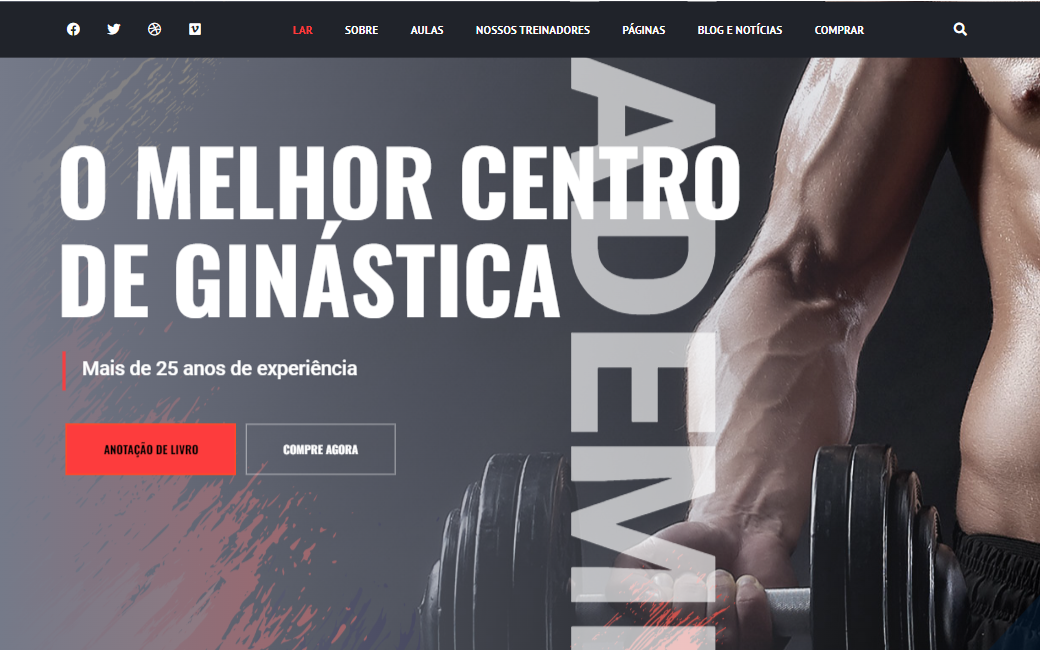 LAR
SOBRE
AULAS
NOSSOS TREINADORES
PÁGINAS
BLOG E NOTÍCIAS
COMPRAR
O MELHOR CENTRO
DE GINÁSTICA
Mais de 25 anos de experiência
ANOTAÇÃO DE LIVRO
COMPRE AGORA
ADEMI